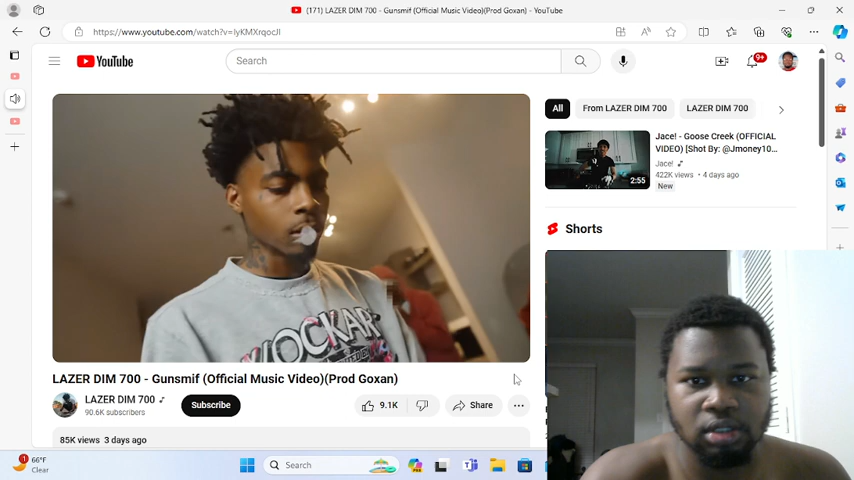 (171) LAZER DIM 700 - Gunsmif (Official Music Video)(Prod Goxan) - YouTube
https://www.youtube.com/watch?v=IyKMXrqocJI
YouTube
Search
9+
All
From LAZER DIM 700
LAZER DIM 700
Jace! - Goose Creek (OFFICIAL
VIDEO) [Shot By: @Jmoney10...
Jace!
422K views • 4 days ago
New
2:55
Shorts
LAZER DIM 700 - Gunsmif (Official Music Video)(Prod Goxan)
LAZER DIM 700
90.6K subscribers
Subscribe
9.1K
Share
85K views 3 days ago
1
66°F
Clear
Search